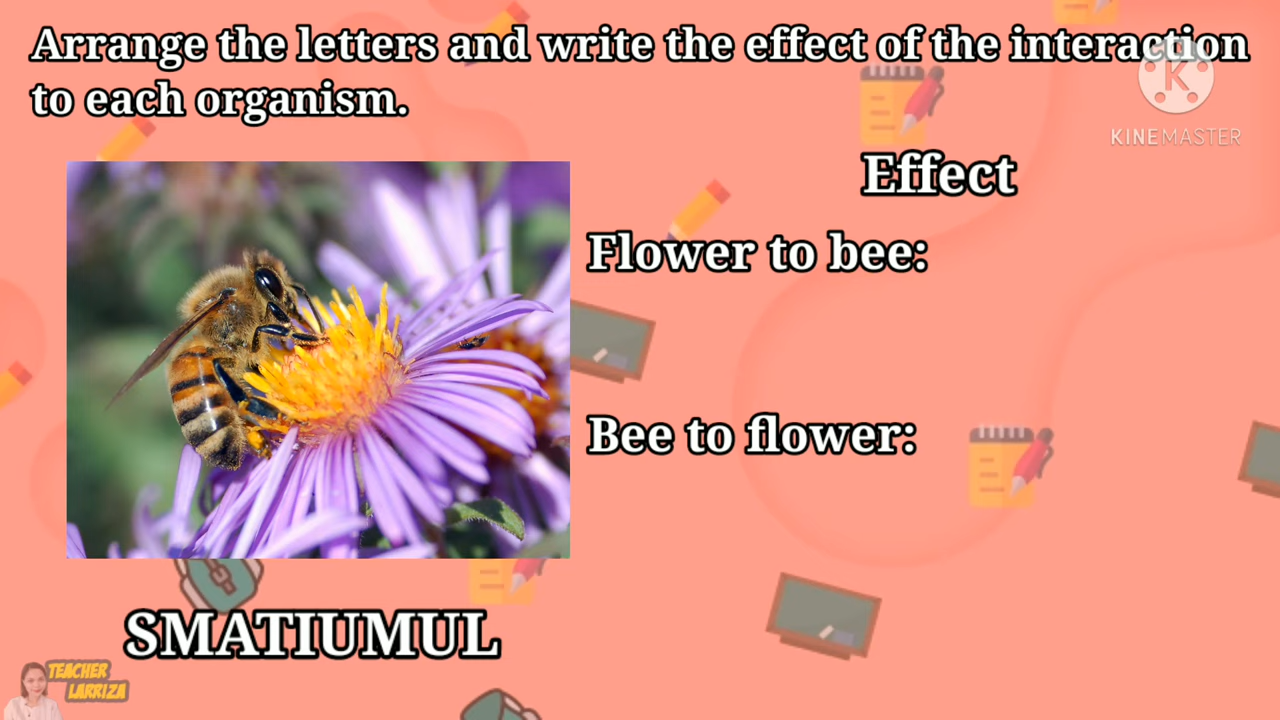 Arrange the letters and write the effect of the interaction
to each organism.
KINEMASTER
Effect
Flower to bee:
Bee to flower:
SMATIUMUL
TEACHER
LARRIZA